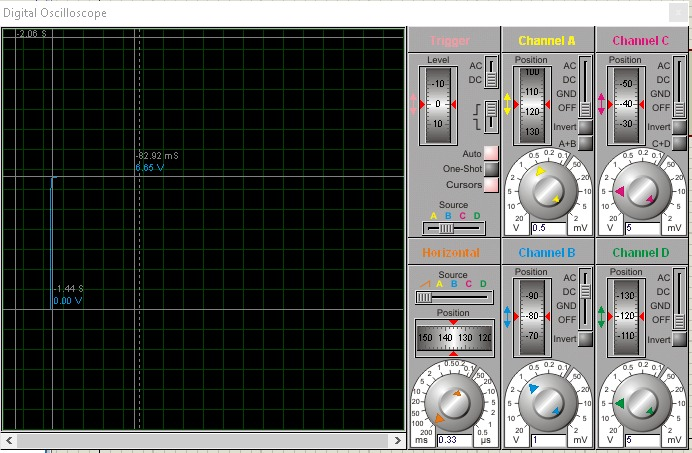 Digital Oscilloscope
-2.06 S
-82.92 mS
6.65 V
-1.44 S
0.00 V
Trigger
Level
AC
DC
-10
0
10
Auto
One-Shot
Cursors
Source
A B C D
Channel A
Position
AC
DC
GND
OFF
Invert
A+B
100
110
120
130
0.5 0.2 0.1
1 50
2 20
5 10
10 5
20 2
V 0.5 mV
Channel C
Position
AC
DC
GND
OFF
Invert
C+D
-50
-40
-30
0.5 0.2 0.1
1 50
2 20
5 10
10 5
20 2
V 5 mV
Horizontal
Source
A B C D
Position
150 140 130 120
1 0.5 0.2 0.1
2 50
5 20
10 10
20 5
50 2
100 1
200 0.5
ms 0.33 µs
Channel B
Position
AC
DC
GND
OFF
Invert
-90
-80
-70
0.5 0.2 0.1
1 50
2 20
5 10
10 5
20 2
V 1 mV
Channel D
Position
AC
DC
GND
OFF
Invert
-130
-120
-110
0.5 0.2 0.1
1 50
2 20
5 10
10 5
20 2
V 5 mV